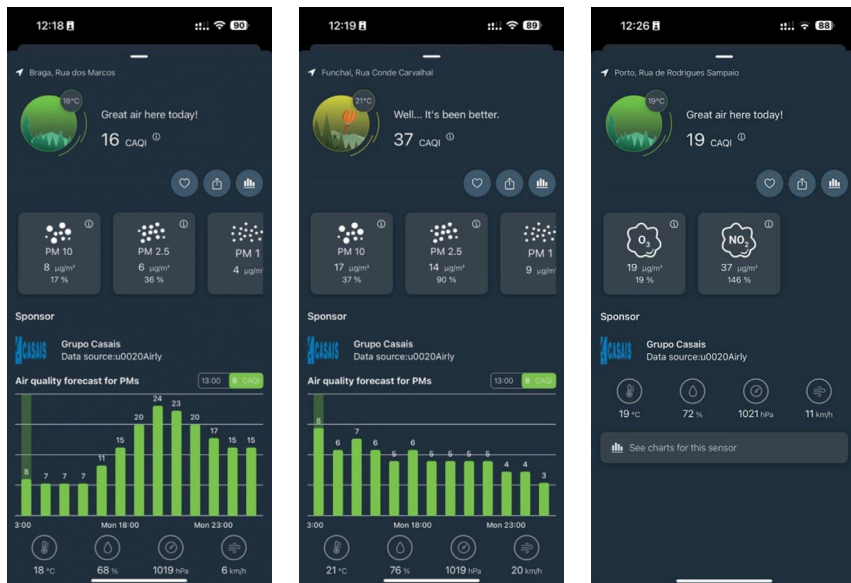 12:18
90
Braga, Rua dos Marcos
18°C
Great air here today!
16 CAQI
PM 10
8 µg/m³
17 %
PM 2.5
6 µg/m³
36 %
PM 1
4 µg/m
Sponsor
CASAIS
Grupo Casais
Data source:u0020Airly
Air quality forecast for PMs
13:00 8 CAQI
8 7 7 7 11 15 20 24 23 20 17 15 15
3:00 Mon 18:00 Mon 23:00
18 °C 68 % 1019 hPa 6 km/h
12:19
89
Funchal, Rua Conde Carvalhal
21°C
Well... It's been better.
37 CAQI
PM 10
17 µg/m³
37 %
PM 2.5
14 µg/m³
90 %
PM 1
9 µg/m
Sponsor
CASAIS
Grupo Casais
Data source:u0020Airly
Air quality forecast for PMs
13:00 8 CAQI
8 6 7 6 5 6 5 5 5 5 4 4 3
3:00 Mon 18:00 Mon 23:00
21 °C 76 % 1019 hPa 20 km/h
12:26
88
Porto, Rua de Rodrigues Sampaio
19°C
Great air here today!
19 CAQI
O₃
19 µg/m³
19 %
NO₂
37 µg/m³
146 %
Sponsor
CASAIS
Grupo Casais
Data source:u0020Airly
19 °C 72 % 1021 hPa 11 km/h
See charts for this sensor